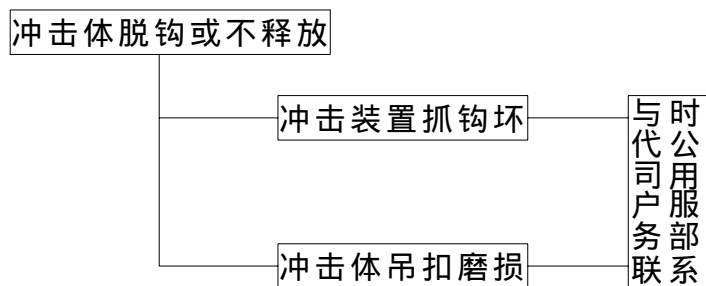 冲击体脱钩或不释放
冲击装置抓钩坏
与时
代公
司用
户服
务部
联系
冲击体吊扣磨损